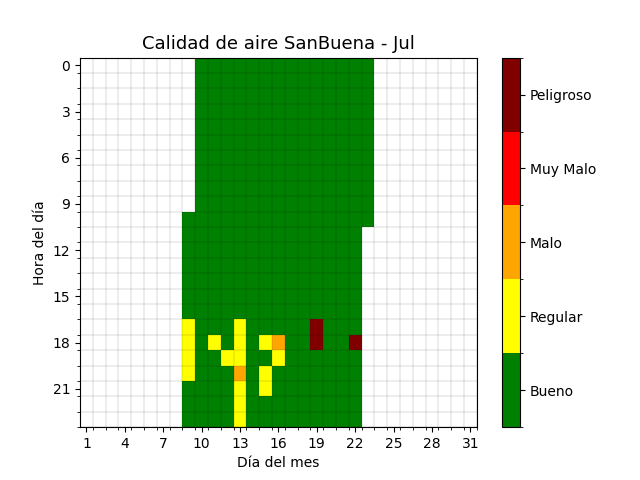 Calidad de aire SanBuena - Jul
Hora del día
0
3
6
9
12
15
18
21
1 4 7 10 13 16 19 22 25 28 31
Día del mes
Peligroso
Muy Malo
Malo
Regular
Bueno